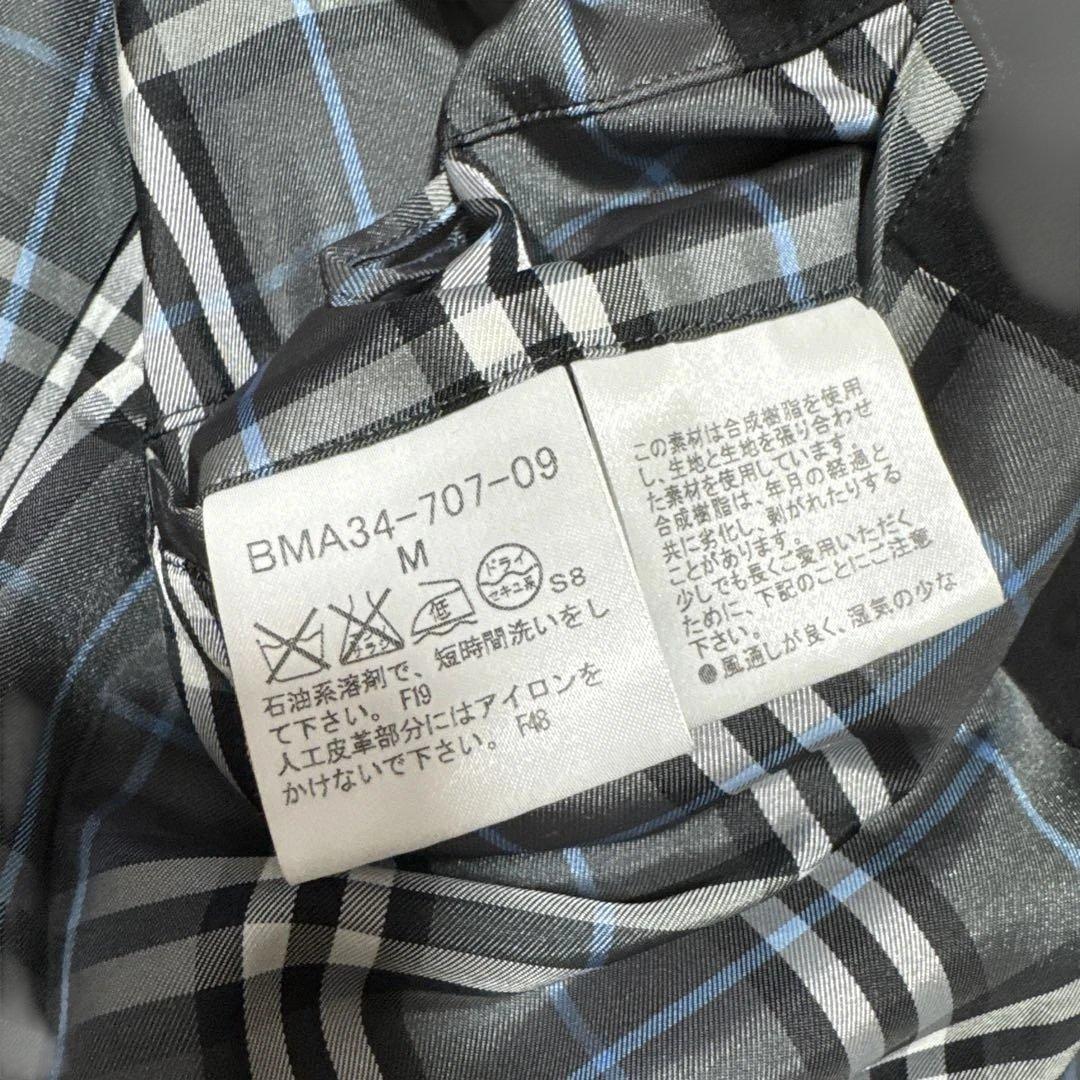 BMA34-707-09
M
エンソ
サラシ
低
ドライ
セキユ系
S8
石油系溶剤で、短時間洗いをし
て下さい。 F19
人工皮革部分にはアイロンを
かけないで下さい。 F48
この素材は合成樹脂を使用
し、生地と生地を張り合わせ
た素材を使用しています。
合成樹脂は、年月の経過と
共に劣化し、剥がれたりする
ことがあります。
少しでも長くご愛用いただく
ために、下記のことにご注意
下さい。
●風通しが良く、湿気の少な